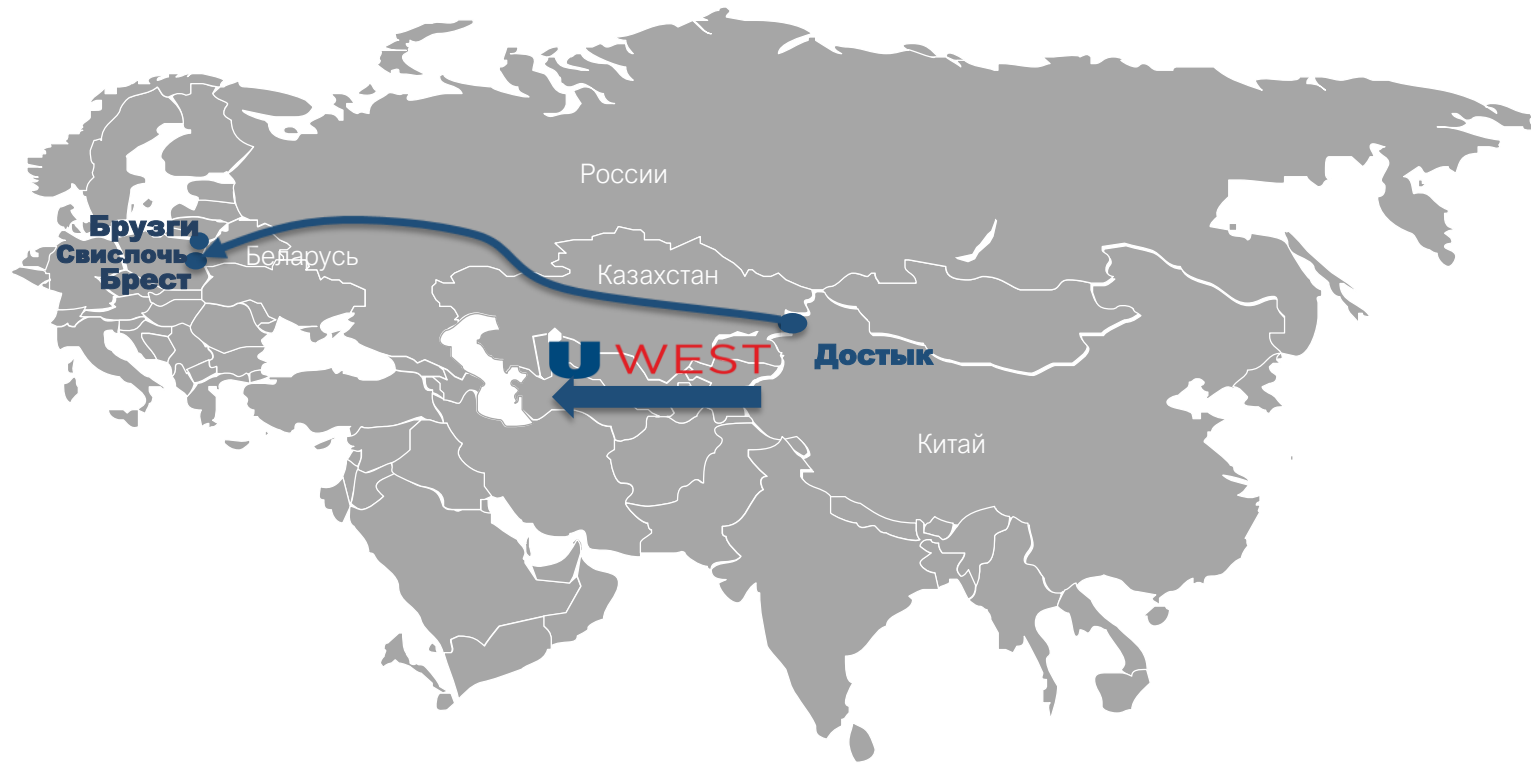 России
Брузги
Свислочь
Беларусь
Брест
Казахстан
U WEST
Достык
Китай